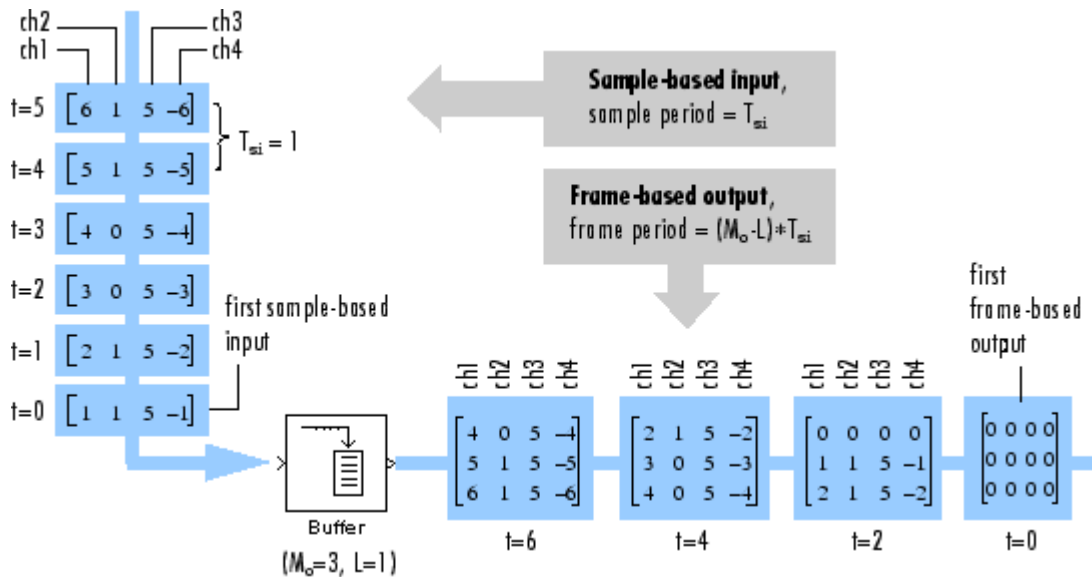 ch2 ch3
ch1 ch4
t=5 [6 1 5 −6]
T_si = 1
t=4 [5 1 5 −5]
t=3 [4 0 5 −4]
t=2 [3 0 5 −3]
t=1 [2 1 5 −2]
t=0 [1 1 5 −1]
first sample-based
input
Sample-based input,
sample period = T_si
Frame-based output,
frame period = (M_o-L)*T_si
first
frame-based
output
Buffer
(M_o=3, L=1)
ch1 ch2 ch3 ch4
4 0 5 −4
5 1 5 −5
6 1 5 −6
t=6
ch1 ch2 ch3 ch4
2 1 5 −2
3 0 5 −3
4 0 5 −4
t=4
ch1 ch2 ch3 ch4
0 0 0 0
1 1 5 −1
2 1 5 −2
t=2
0 0 0 0
0 0 0 0
0 0 0 0
t=0